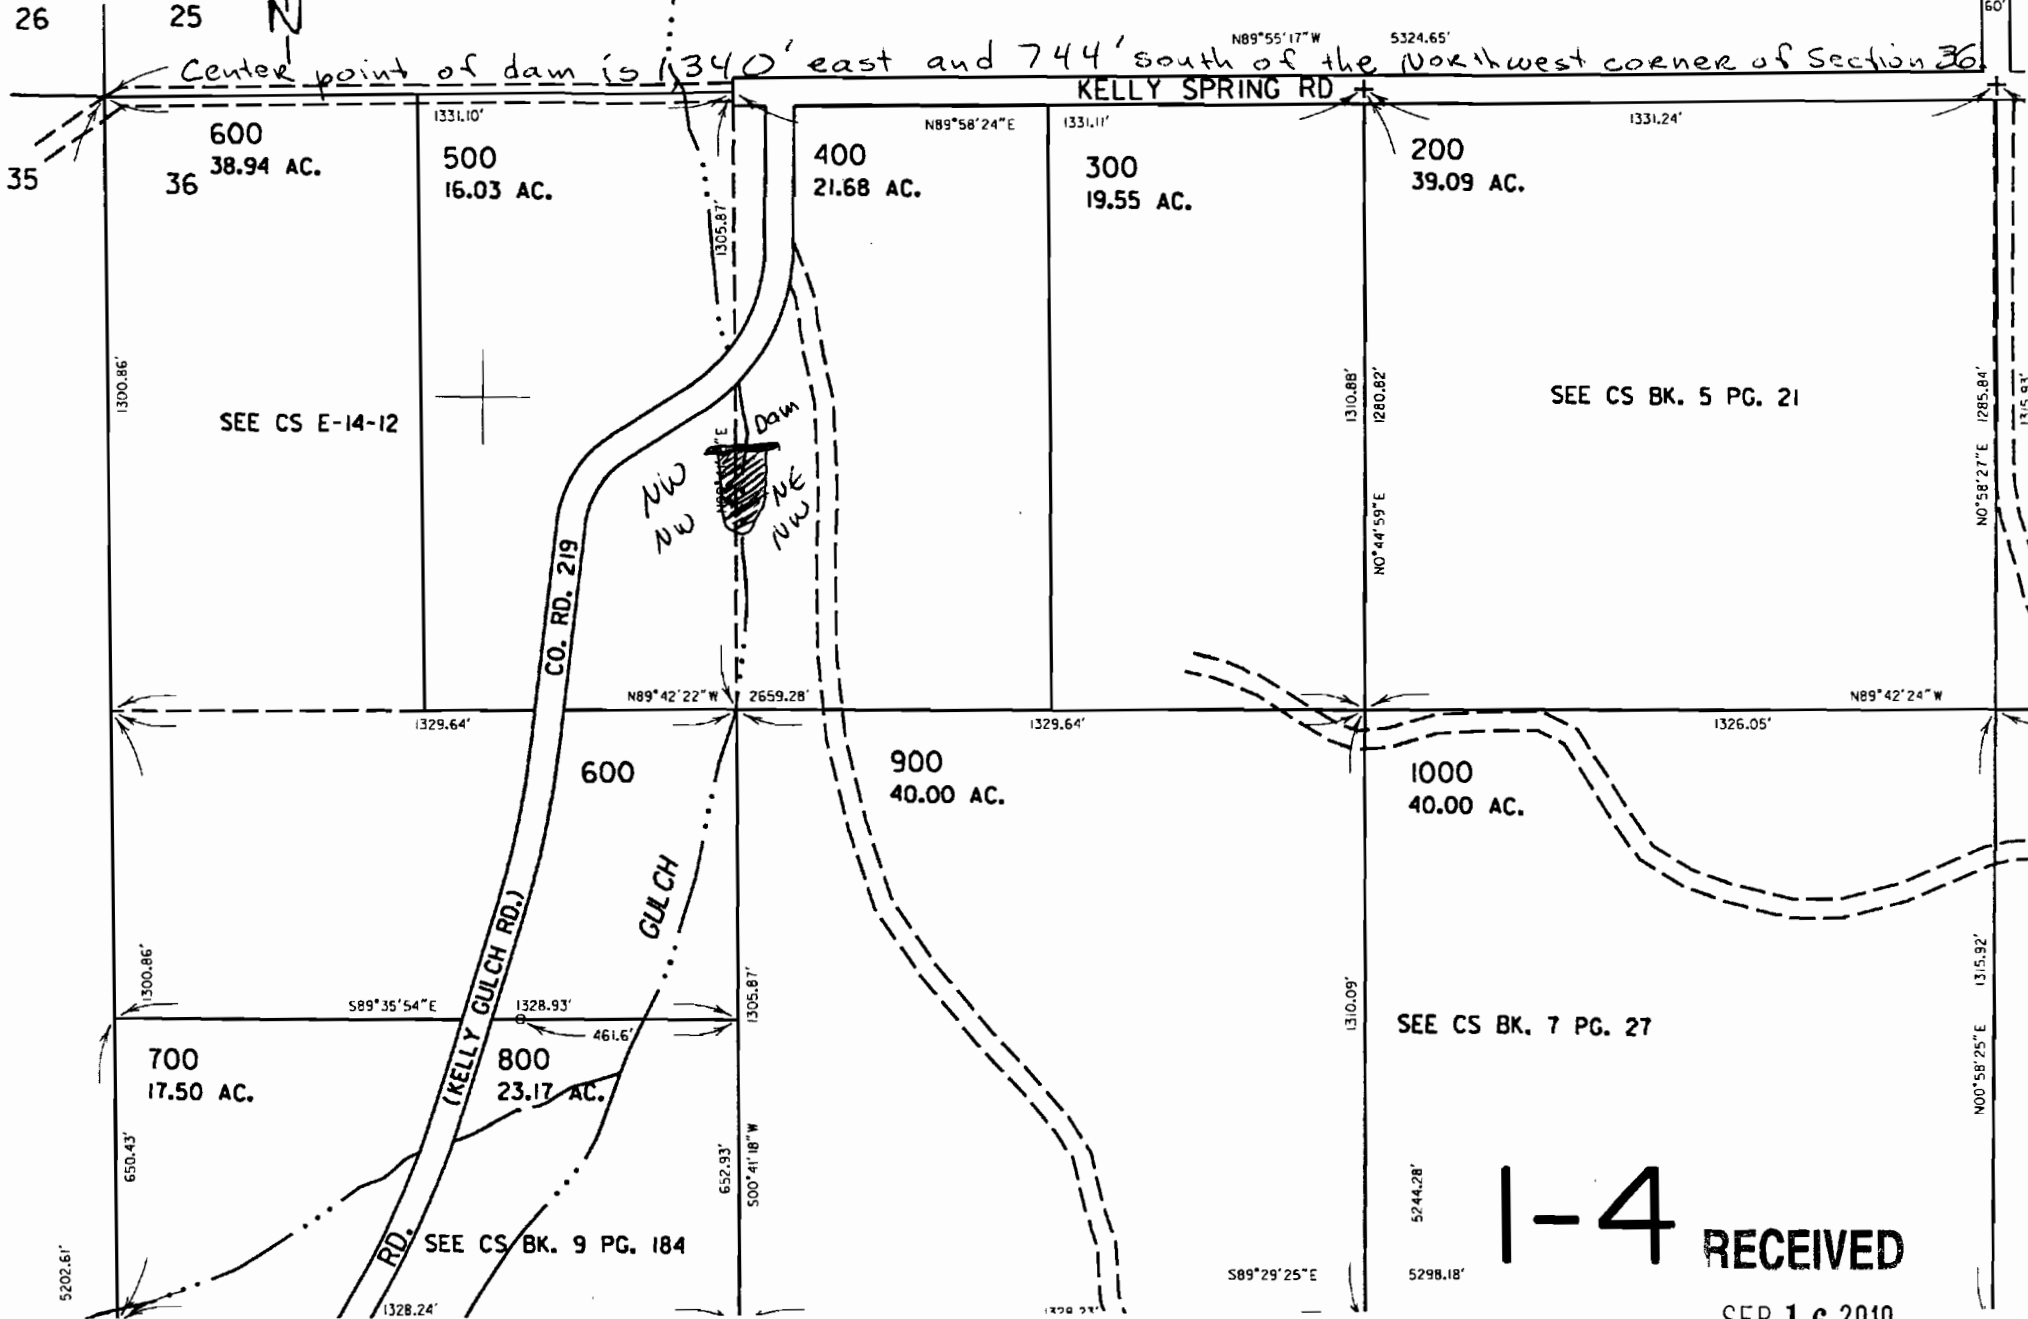 26
25
N
60'
N89°55'17"W 5324.65'
Center point of dam is 1340' east and 744' south of the Northwest corner of Section 36
KELLY SPRING RD
1331.10'
N89°58'24"E 1331.11'
1331.24'
600
38.94 AC.
500
16.03 AC.
400
21.68 AC.
300
19.55 AC.
200
39.09 AC.
35
36
1305.87'
1300.86'
SEE CS E-14-12
Dam
NW
NW
NE
NW
1310.88'
1280.82'
SEE CS BK. 5 PG. 21
1285.84'
1315.93'
N0°58'27"E
N0°44'59"E
CO. RD. 219
N89°42'22"W 2659.28'
N89°42'24"W
1329.64'
1329.64'
1326.05'
600
900
40.00 AC.
1000
40.00 AC.
GULCH
(KELLY GULCH RD.)
1300.86'
1305.87'
1310.09'
1315.92'
S89°35'54"E 1328.93'
461.6'
SEE CS BK. 7 PG. 27
700
17.50 AC.
800
23.17 AC.
N00°58'25"E
650.43'
652.93'
S00°41'18"W
5244.28'
1-4
RECEIVED
RD.
SEE CS BK. 9 PG. 184
5202.61'
S89°29'25"E 5298.18'
1328.24'
1328.23'
SEP 16 2010